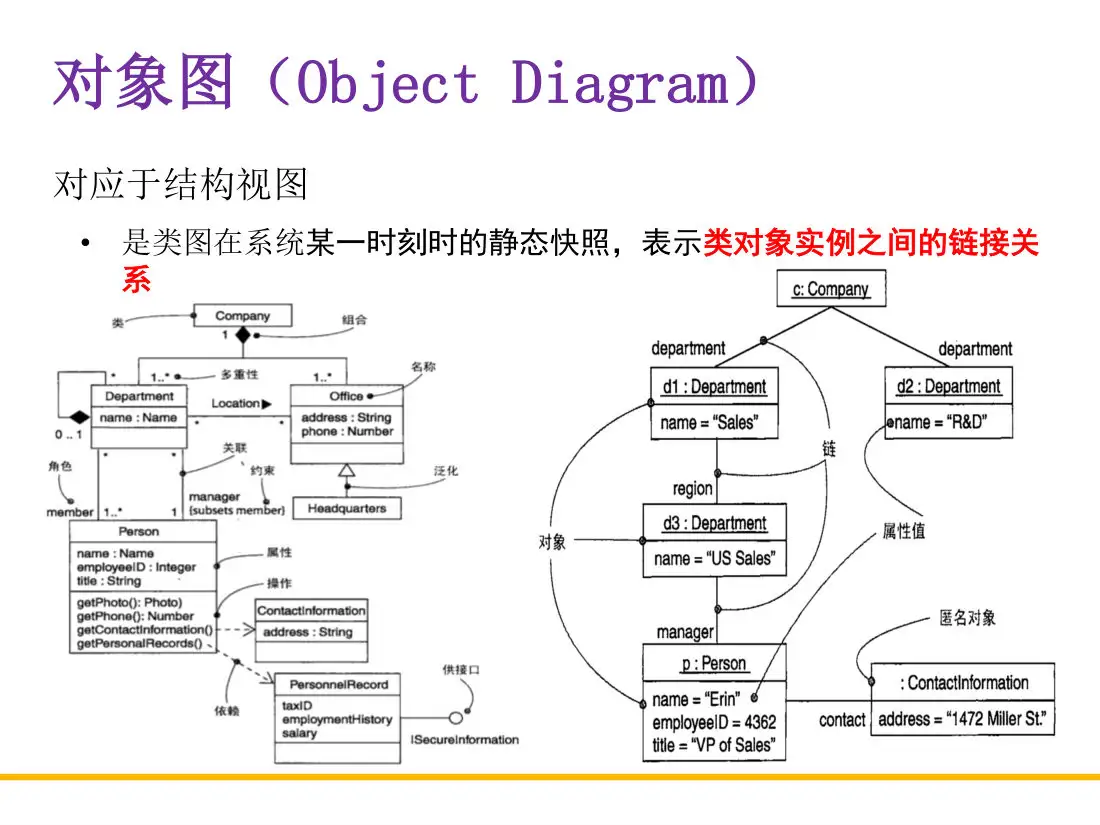 对象图（Object Diagram）
对应于结构视图
• 是类图在系统某一时刻时的静态快照，表示类对象实例之间的链接关
系
类
Company
组合
1
多重性
名称
*
1..*
1..*
Department
name : Name
Location
Office
address : String
phone : Number
*
*
0 .. 1
关联
角色
*
*
约束
泛化
member
1..*
1
manager
{subsets member}
Headquarters
Person
name : Name
employeeID : Integer
title : String
属性
操作
getPhoto(): Photo)
getPhone(): Number
getContactInformation()
getPersonalRecords()
ContactInformation
address : String
依赖
PersonnelRecord
taxID
employmentHistory
salary
供接口
ISecureInformation
c: Company
department
department
d1 : Department
name = “Sales”
d2 : Department
name = “R&D”
链
region
d3 : Department
name = “US Sales”
对象
属性值
manager
匿名对象
p : Person
name = “Erin”
employeeID = 4362
title = “VP of Sales”
contact
: ContactInformation
address = “1472 Miller St.”